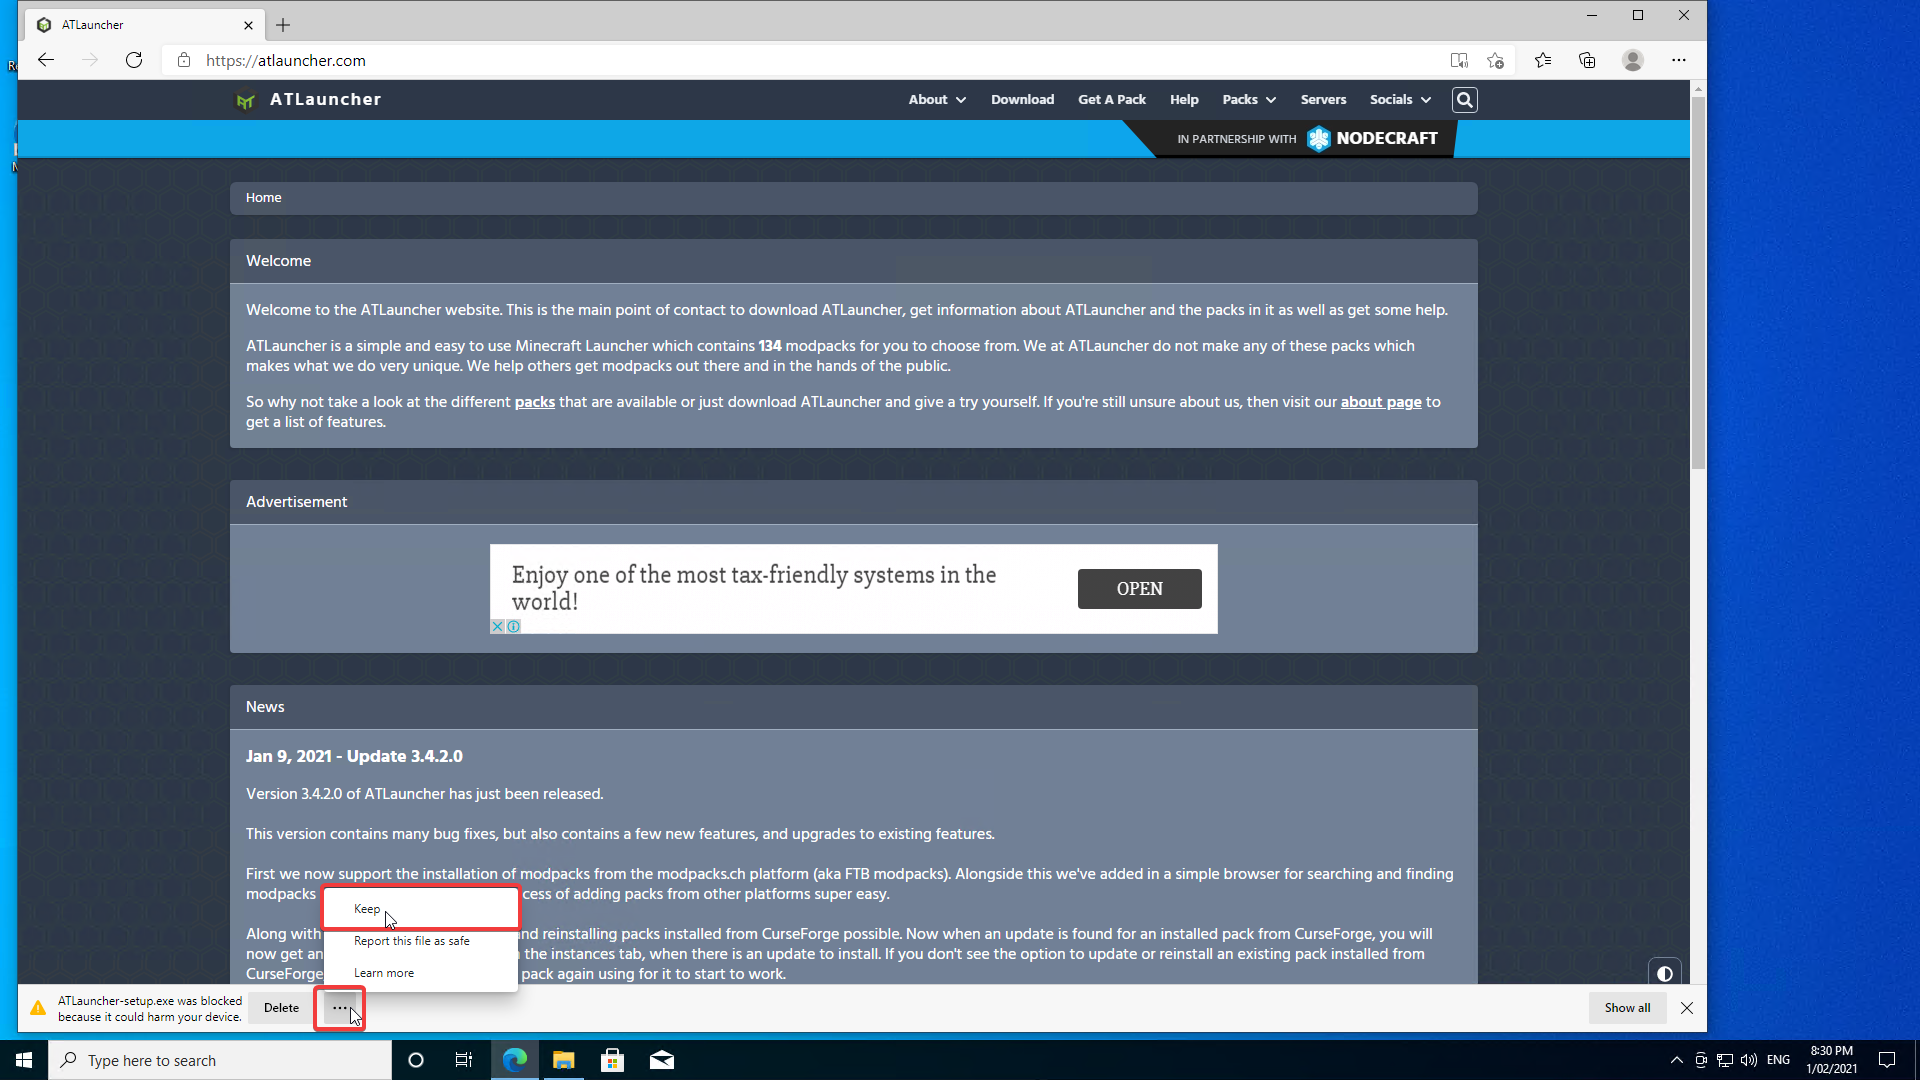 ATLauncher
https://atlauncher.com
ATLauncher
About
Download
Get A Pack
Help
Packs
Servers
Socials
IN PARTNERSHIP WITH
NODECRAFT
Home
Welcome
Welcome to the ATLauncher website. This is the main point of contact to download ATLauncher, get information about ATLauncher and the packs in it as well as get some help.
ATLauncher is a simple and easy to use Minecraft Launcher which contains 134 modpacks for you to choose from. We at ATLauncher do not make any of these packs which
makes what we do very unique. We help others get modpacks out there and in the hands of the public.
So why not take a look at the different packs that are available or just download ATLauncher and give a try yourself. If you're still unsure about us, then visit our about page to
get a list of features.
Advertisement
Enjoy one of the most tax-friendly systems in the
world!
OPEN
News
Jan 9, 2021 - Update 3.4.2.0
Version 3.4.2.0 of ATLauncher has just been released.
This version contains many bug fixes, but also contains a few new features, and upgrades to existing features.
First we now support the installation of modpacks from the modpacks.ch platform (aka FTB modpacks). Alongside this we've added in a simple browser for searching and finding
modpacks
cess of adding packs from other platforms super easy.
Along with
nd reinstalling packs installed from CurseForge possible. Now when an update is found for an installed pack from CurseForge, you will
now get an
the instances tab, when there is an update to install. If you don't see the option to update or reinstall an existing pack installed from
CurseForge
pack again using for it to start to work.
Keep
Report this file as safe
Learn more
ATLauncher-setup.exe was blocked
because it could harm your device.
Delete
Show all
Type here to search
ENG
8:30 PM
1/02/2021